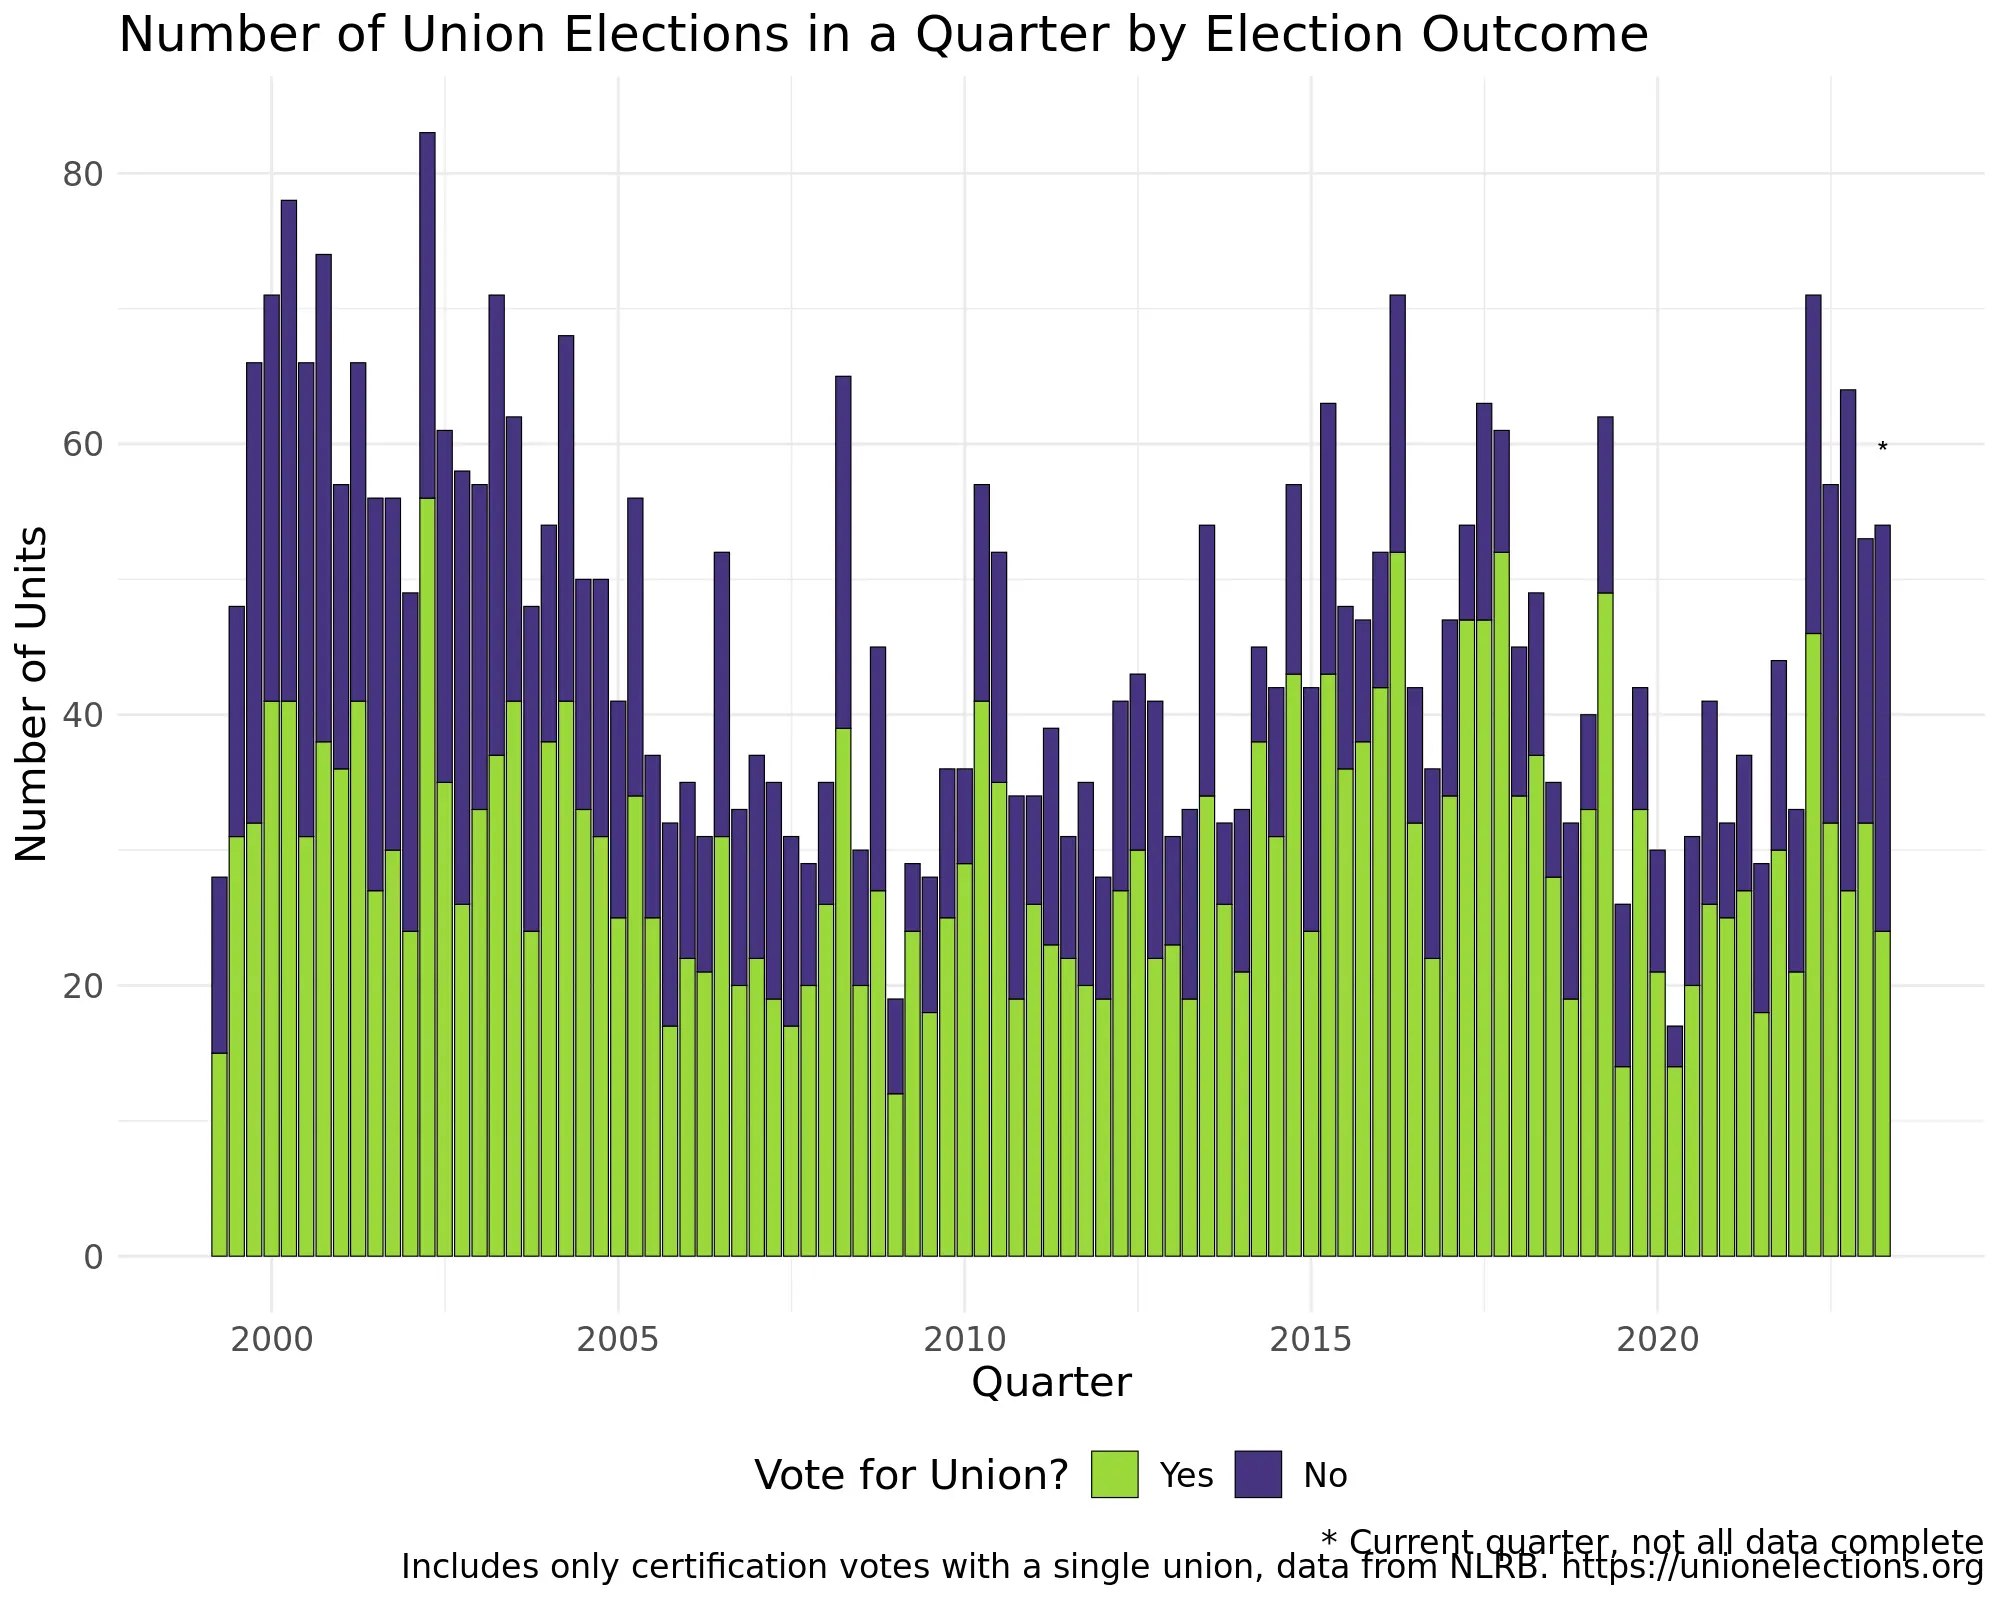 Number of Union Elections in a Quarter by Election Outcome
80
60
40
20
0
Number of Units
*
2000 2005 2010 2015 2020
Quarter
Vote for Union? Yes No
* Current quarter, not all data complete
Includes only certification votes with a single union, data from NLRB. https://unionelections.org